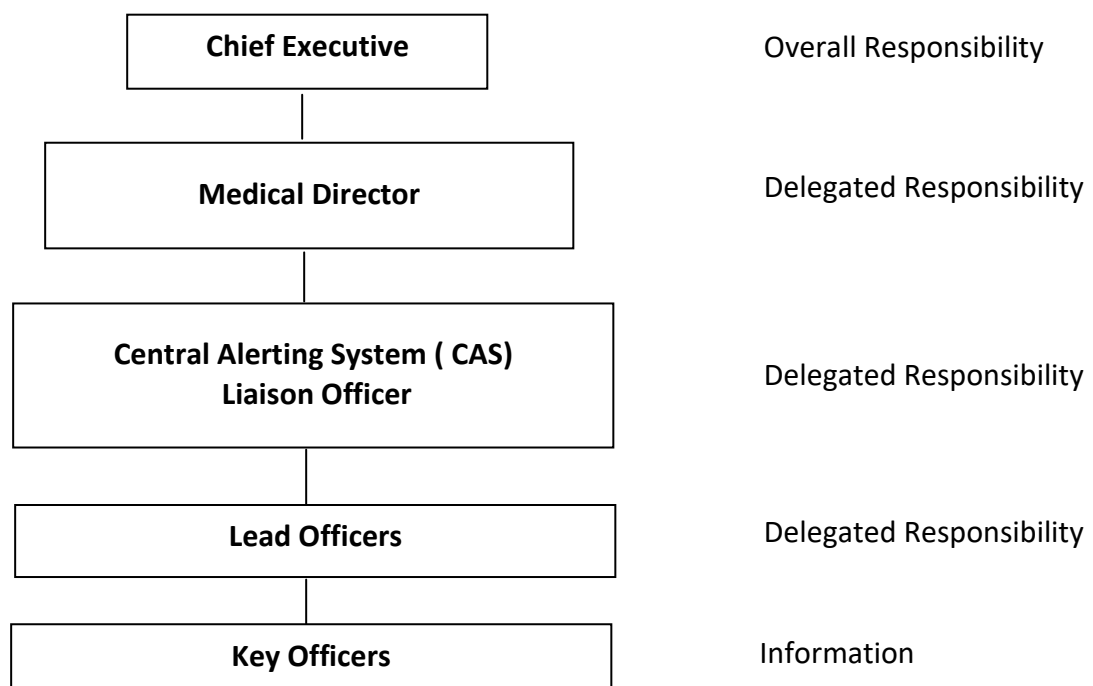 Chief Executive
Overall Responsibility
Medical Director
Delegated Responsibility
Central Alerting System ( CAS)
Liaison Officer
Delegated Responsibility
Lead Officers
Delegated Responsibility
Key Officers
Information